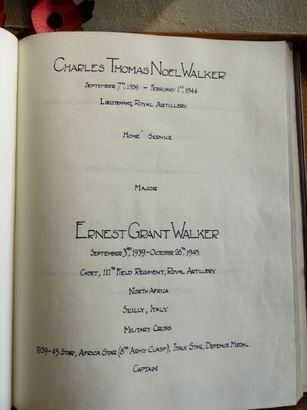 Charles Thomas Noel Walker
September 7th, 1939 - February 1st, 1944
Lieutenant, Royal Artillery
Home Service
Major
Ernest Grant Walker
September 3rd, 1939 - October 26th, 1945
Cadet, 111th Field Regiment, Royal Artillery
North Africa
Sicily, Italy
Military Cross
1939-45 Star, Africa Star (8th Army Clasp), Italy Star, Defence Medal
Captain